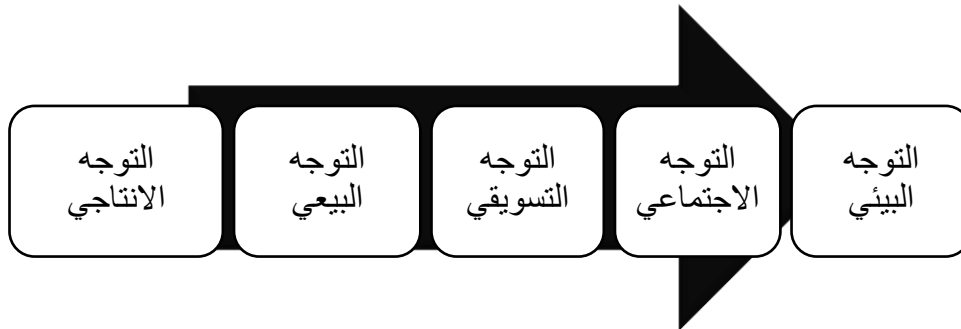 التوجه
الانتاجي
التوجه
البيعي
التوجه
التسويقي
التوجه
الاجتماعي
التوجه
البيئي